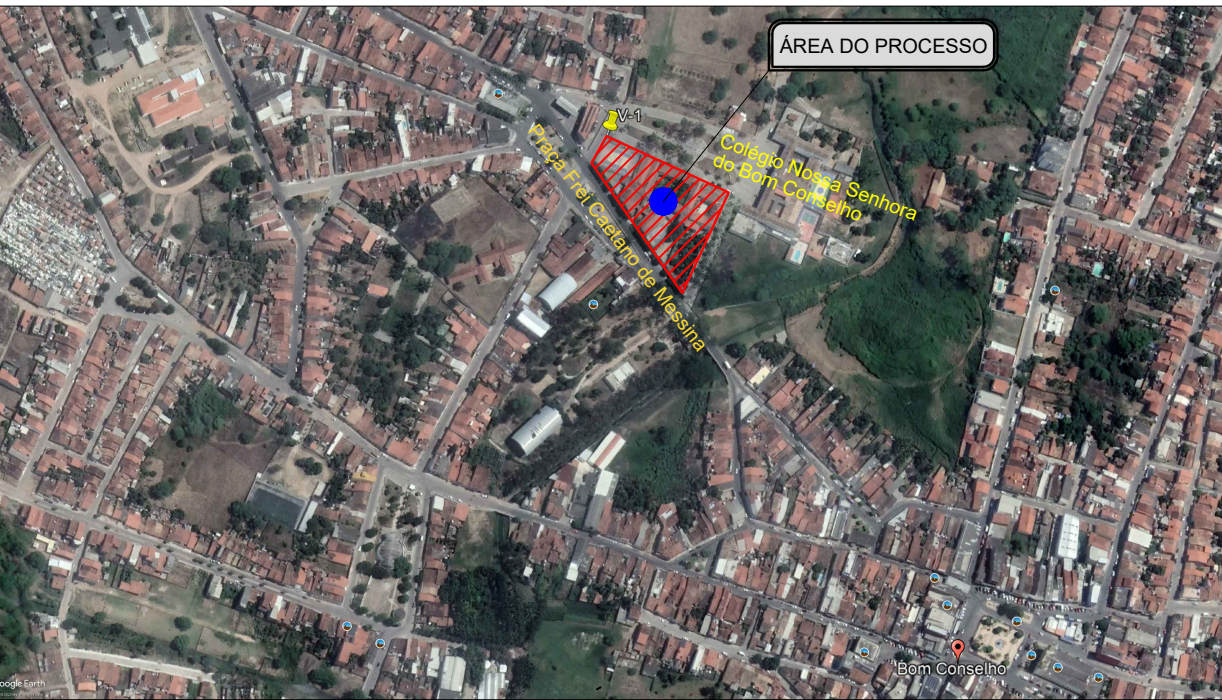 ÁREA DO PROCESSO
V-1
Colégio Nossa Senhora
do Bom Conselho
Praça Frei Caetano de Messina
Bom Conselho
oogle Earth